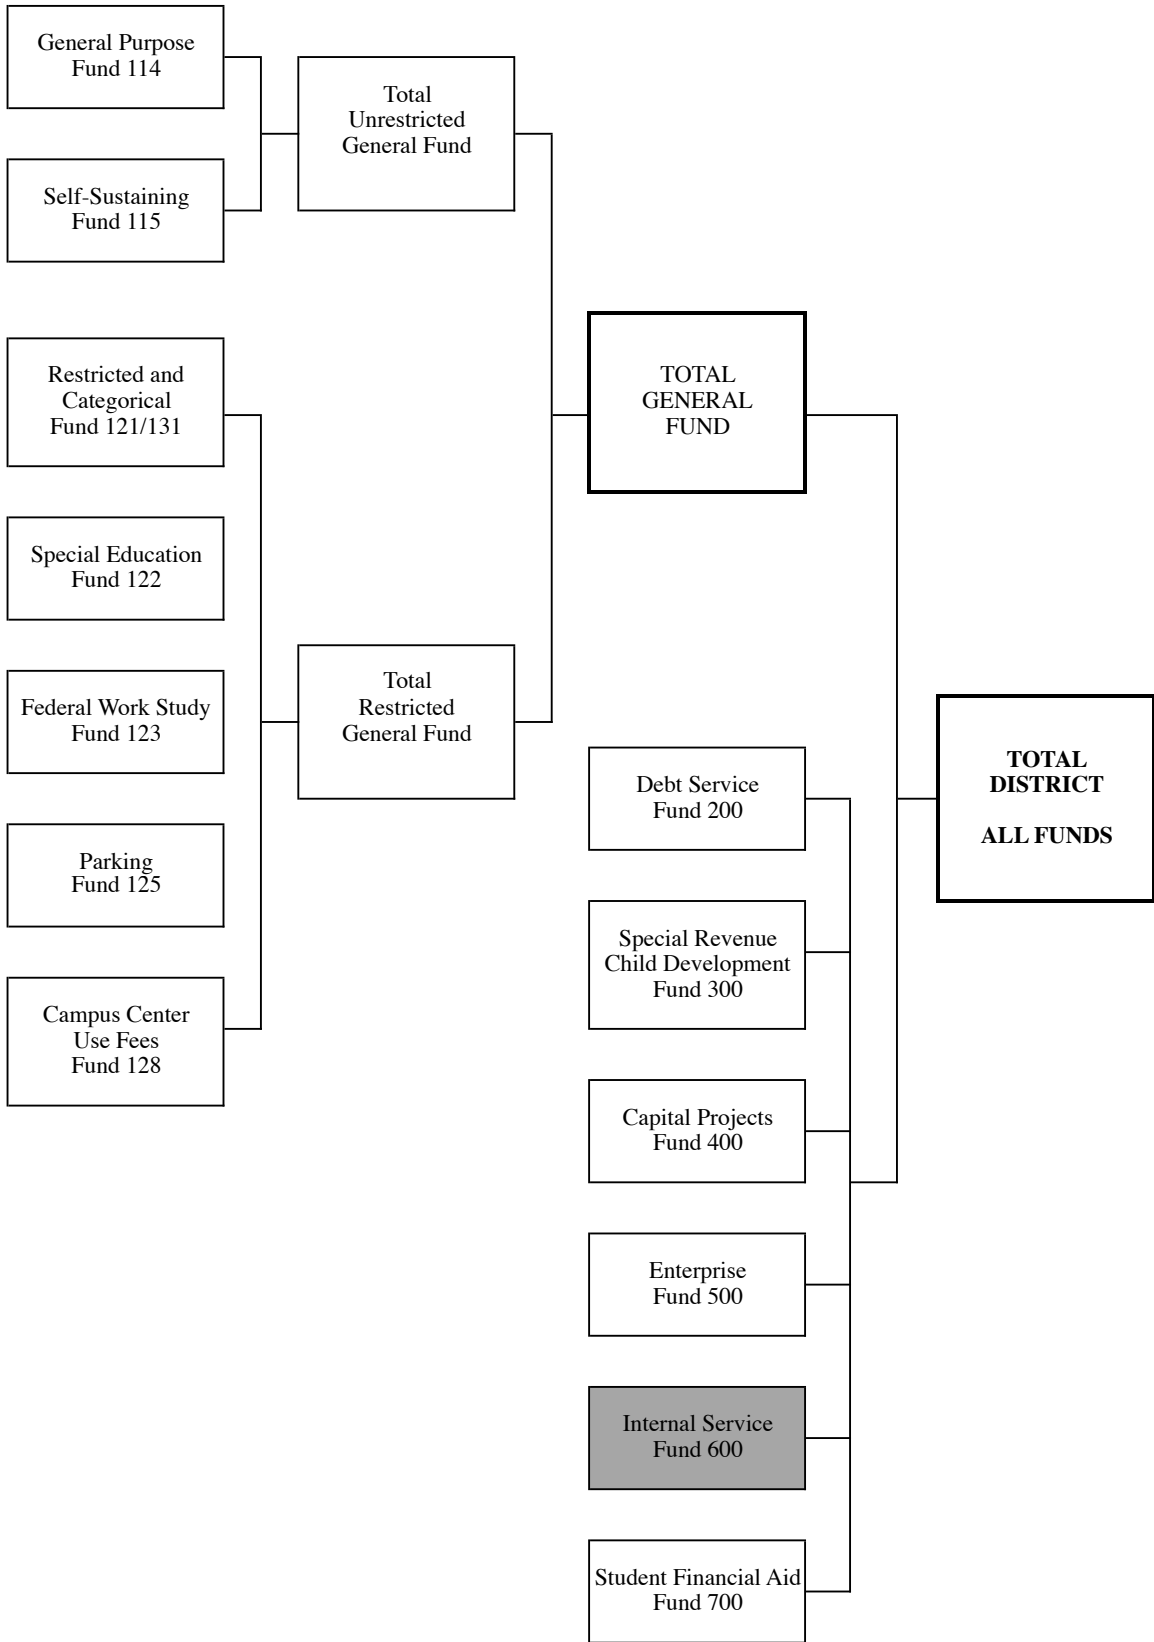 General Purpose
Fund 114
Self-Sustaining
Fund 115
Restricted and
Categorical
Fund 121/131
Special Education
Fund 122
Federal Work Study
Fund 123
Parking
Fund 125
Campus Center
Use Fees
Fund 128
Total
Unrestricted
General Fund
Total
Restricted
General Fund
TOTAL
GENERAL
FUND
Debt Service
Fund 200
Special Revenue
Child Development
Fund 300
Capital Projects
Fund 400
Enterprise
Fund 500
Internal Service
Fund 600
Student Financial Aid
Fund 700
TOTAL
DISTRICT
ALL FUNDS